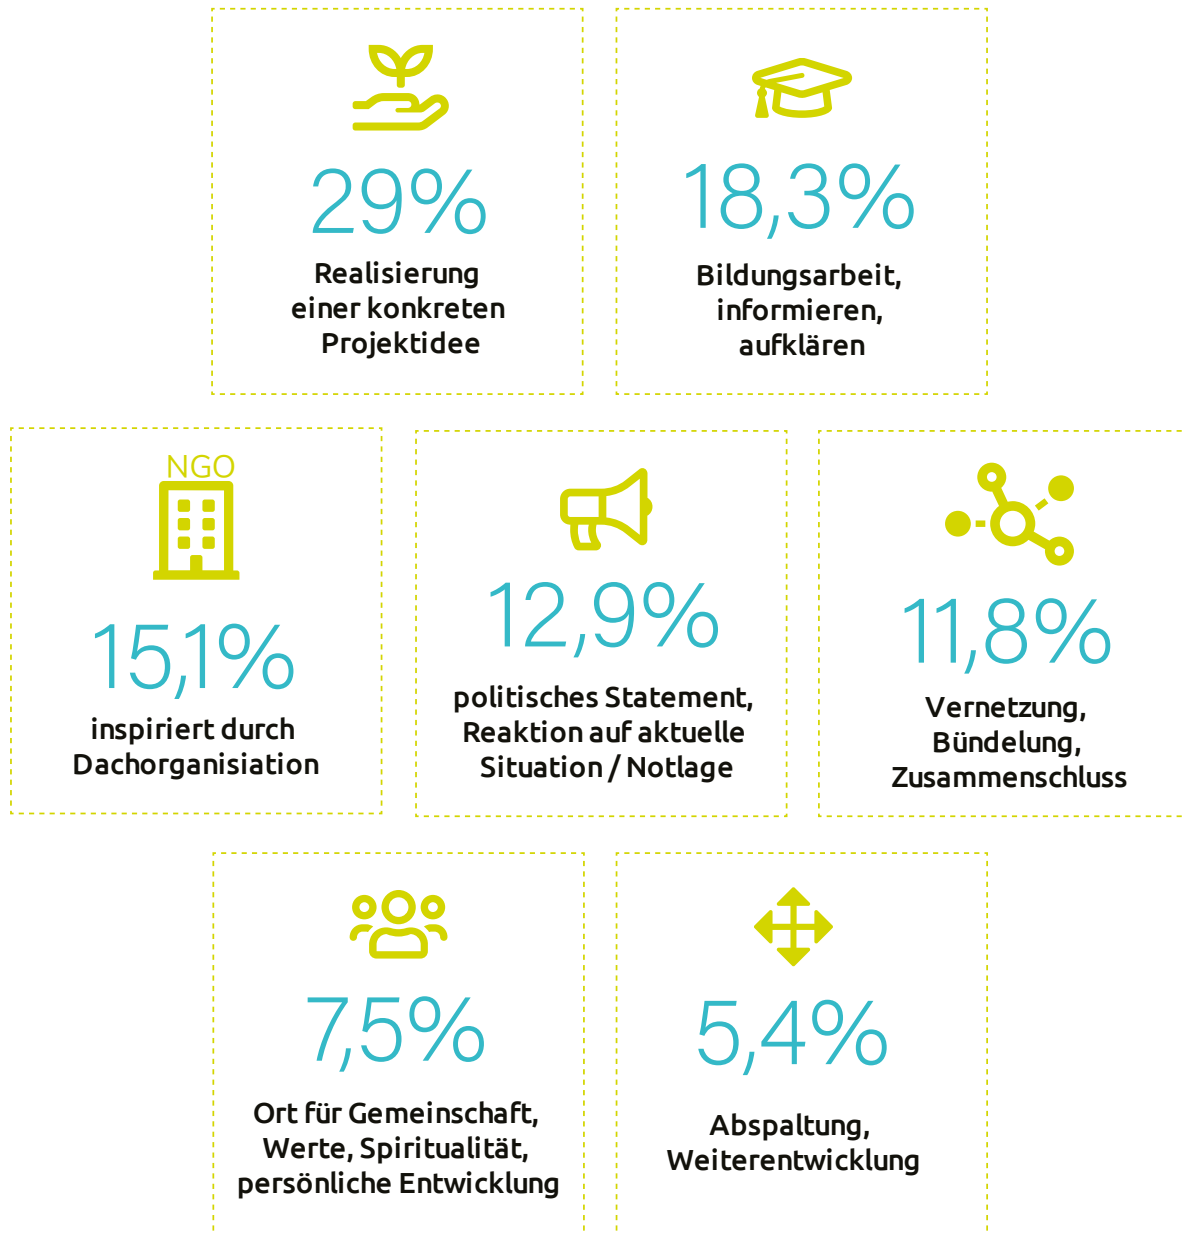 29%
Realisierung
einer konkreten
Projektidee
18,3%
Bildungsarbeit,
informieren,
aufklären
NGO
15,1%
inspiriert durch
Dachorganisiation
12,9%
politisches Statement,
Reaktion auf aktuelle
Situation / Notlage
11,8%
Vernetzung,
Bündelung,
Zusammenschluss
7,5%
Ort für Gemeinschaft,
Werte, Spiritualität,
persönliche Entwicklung
5,4%
Abspaltung,
Weiterentwicklung